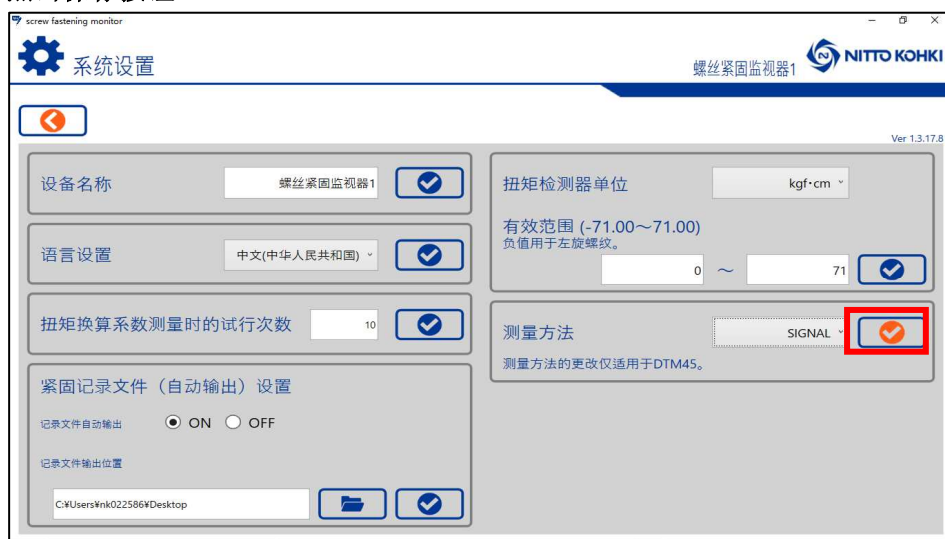 screw fastening monitor
系统设置
螺丝紧固监视器1
NITTO KOHKI
Ver 1.3.17.8
设备名称
螺丝紧固监视器1
语言设置
中文(中华人民共和国)
扭矩换算系数测量时的试行次数
10
紧固记录文件（自动输出）设置
记录文件自动输出
ON
OFF
记录文件输出位置
C:¥Users¥nk022586¥Desktop
扭矩检测器单位
kgf·cm
有效范围 (-71.00～71.00)
负值用于左旋螺纹。
0 ～ 71
测量方法
SIGNAL
测量方法的更改仅适用于DTM45。